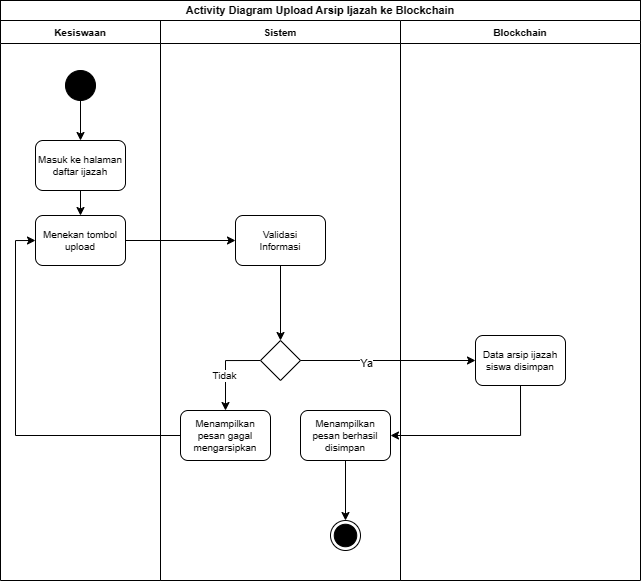 Activity Diagram Upload Arsip Ijazah ke Blockchain
Kesiswaan
Sistem
Blockchain
Masuk ke halaman
daftar ijazah
Menekan tombol
upload
Validasi
Informasi
Tidak
Ya
Data arsip ijazah
siswa disimpan
Menampilkan
pesan gagal
mengarsipkan
Menampilkan
pesan berhasil
disimpan